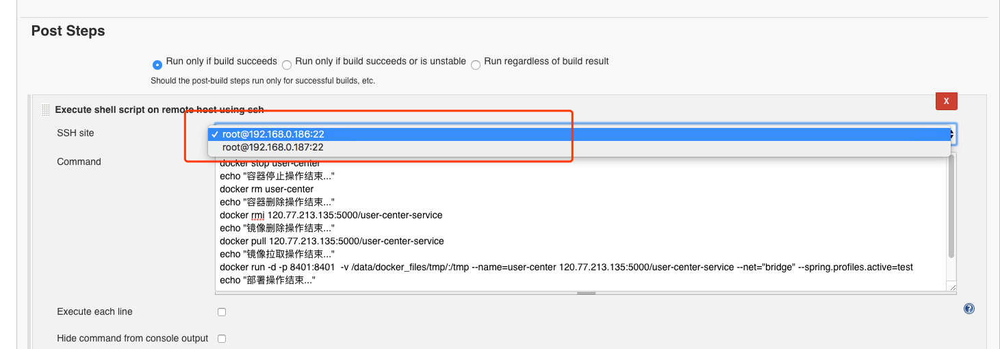 Post Steps
Run only if build succeeds Run only if build succeeds or is unstable Run regardless of build result
Should the post-build steps run only for successful builds, etc.
Execute shell script on remote host using ssh
X
SSH site
✓ root@192.168.0.186:22
root@192.168.0.187:22
Command
docker stop user-center
echo "容器停止操作结束..."
docker rm user-center
echo "容器删除操作结束..."
docker rmi 120.77.213.135:5000/user-center-service
echo "镜像删除操作结束..."
docker pull 120.77.213.135:5000/user-center-service
echo "镜像拉取操作结束..."
docker run -d -p 8401:8401  -v /data/docker_files/tmp/:/tmp --name=user-center 120.77.213.135:5000/user-center-service --net="bridge" --spring.profiles.active=test
echo "部署操作结束..."
Execute each line
?
Hide command from console output